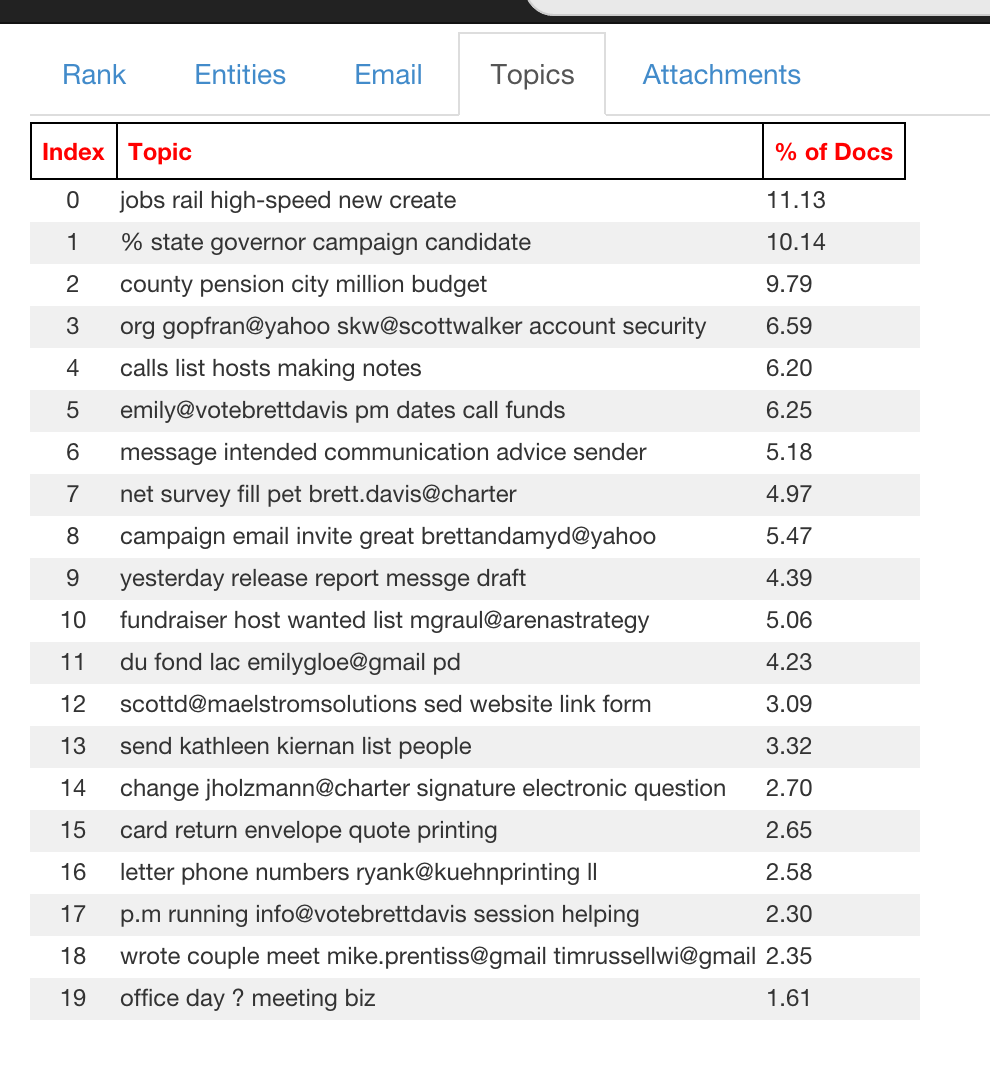 Rank Entities Email Topics Attachments
Index Topic % of Docs
0 jobs rail high-speed new create 11.13
1 % state governor campaign candidate 10.14
2 county pension city million budget 9.79
3 org gopfran@yahoo skw@scottwalker account security 6.59
4 calls list hosts making notes 6.20
5 emily@votebrettdavis pm dates call funds 6.25
6 message intended communication advice sender 5.18
7 net survey fill pet brett.davis@charter 4.97
8 campaign email invite great brettandamyd@yahoo 5.47
9 yesterday release report messge draft 4.39
10 fundraiser host wanted list mgraul@arenastrategy 5.06
11 du fond lac emilygloe@gmail pd 4.23
12 scottd@maelstromsolutions sed website link form 3.09
13 send kathleen kiernan list people 3.32
14 change jholzmann@charter signature electronic question 2.70
15 card return envelope quote printing 2.65
16 letter phone numbers ryank@kuehnprinting ll 2.58
17 p.m running info@votebrettdavis session helping 2.30
18 wrote couple meet mike.prentiss@gmail timrussellwi@gmail 2.35
19 office day ? meeting biz 1.61